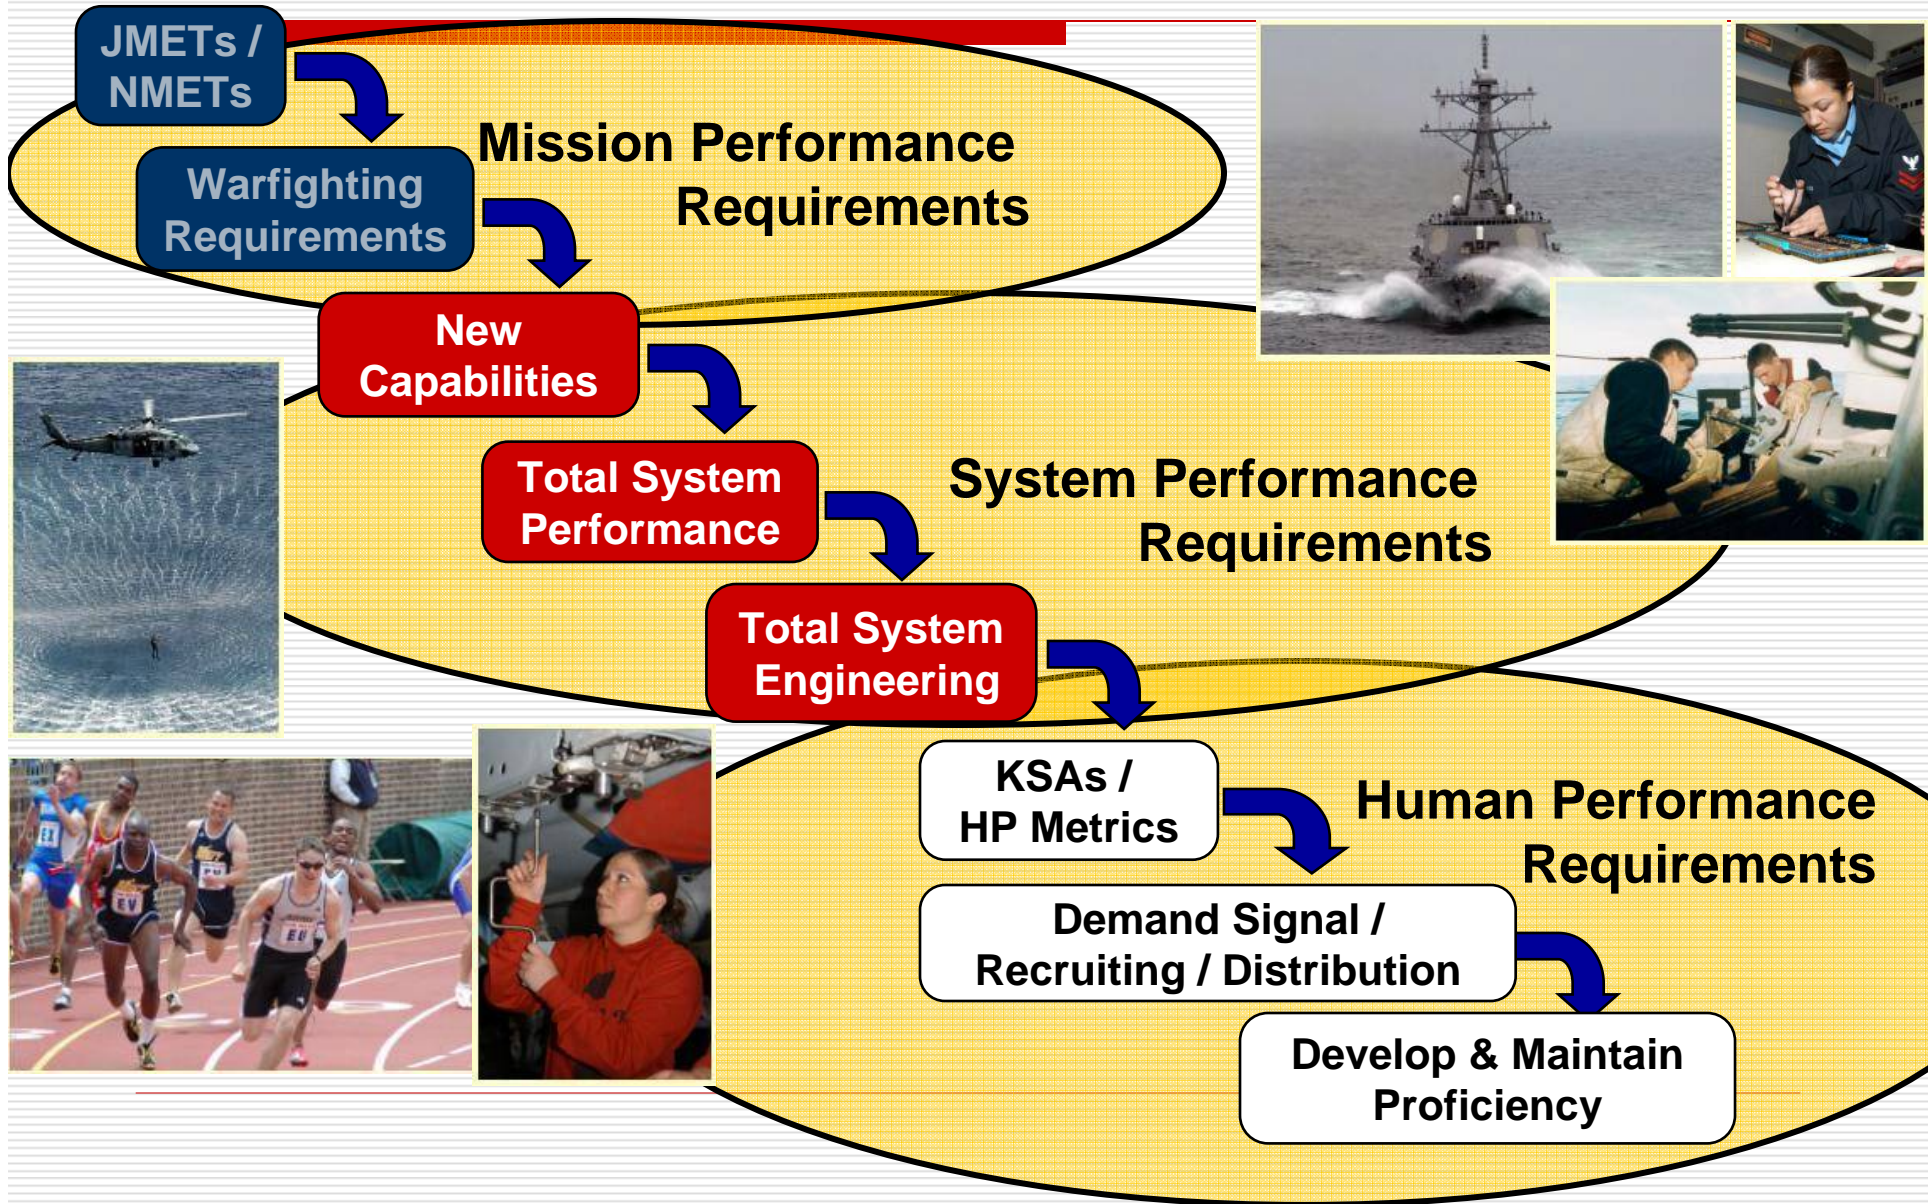 JMETs /
NMETs
Mission Performance
Requirements
Warfighting
Requirements
New
Capabilities
Total System
Performance
System Performance
Requirements
Total System
Engineering
KSAs /
HP Metrics
Human Performance
Requirements
Demand Signal /
Recruiting / Distribution
Develop & Maintain
Proficiency
EV